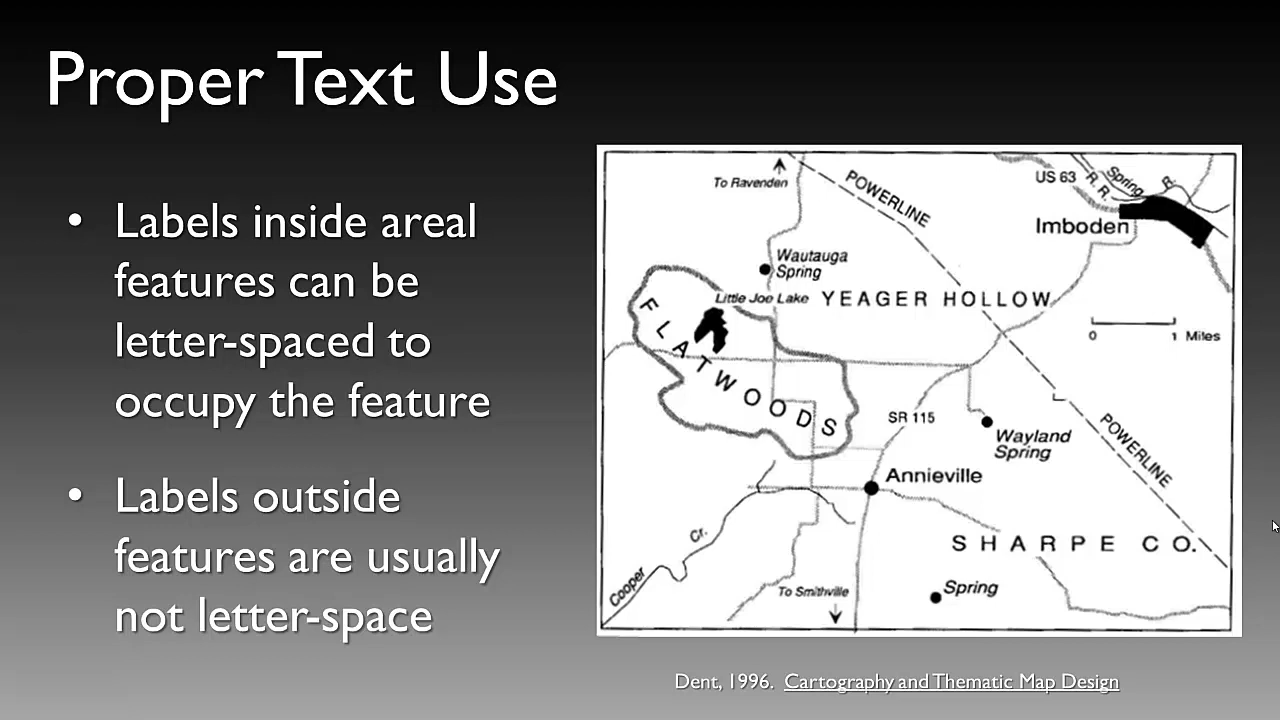 Proper Text Use
• Labels inside areal
features can be
letter-spaced to
occupy the feature
• Labels outside
features are usually
not letter-space
To Ravenden
POWERLINE
US 63
R. R.
Spring R.
Imboden
Wautauga
Spring
Little Joe Lake
YEAGER HOLLOW
FLATWOODS
0 1 Miles
SR 115
Wayland
Spring
POWERLINE
Annieville
Cooper Cr.
SHARPE CO.
To Smithville
Spring
Dent, 1996. Cartography and Thematic Map Design